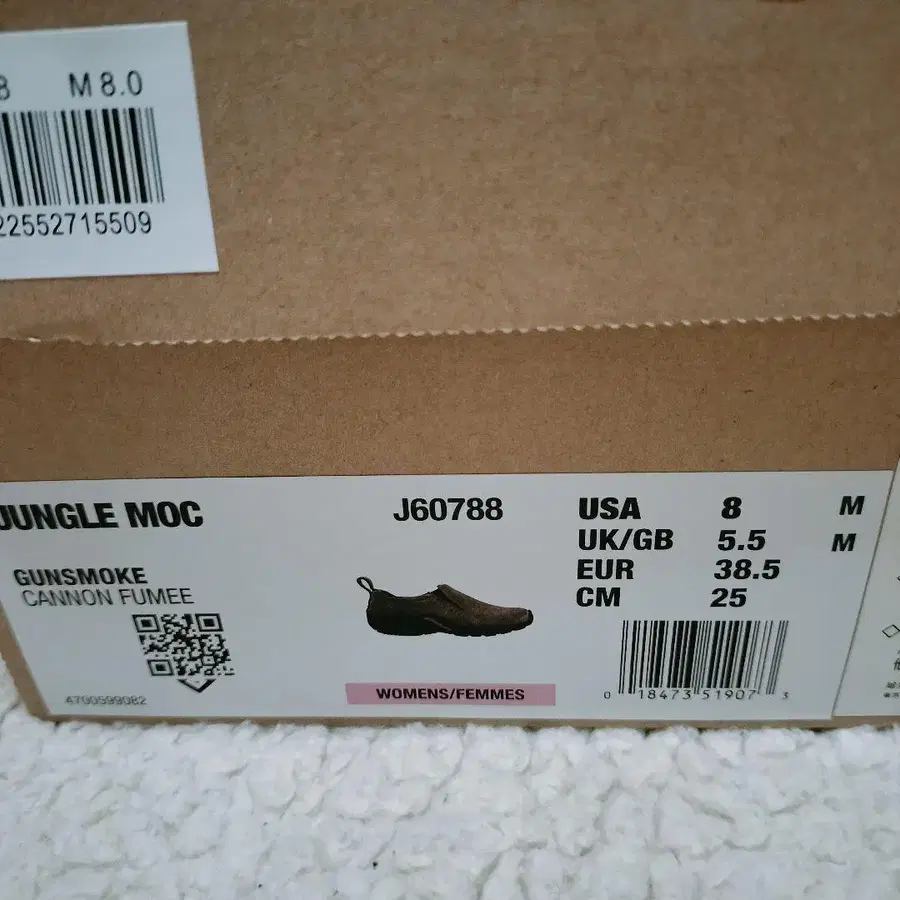 8 M 8.0
22552715509
JUNGLE MOC
J60788
GUNSMOKE
CANNON FUMEE
4700599082
WOMENS/FEMMES
USA 8 M
UK/GB 5.5 M
EUR 38.5
CM 25
0 18473 51907 3